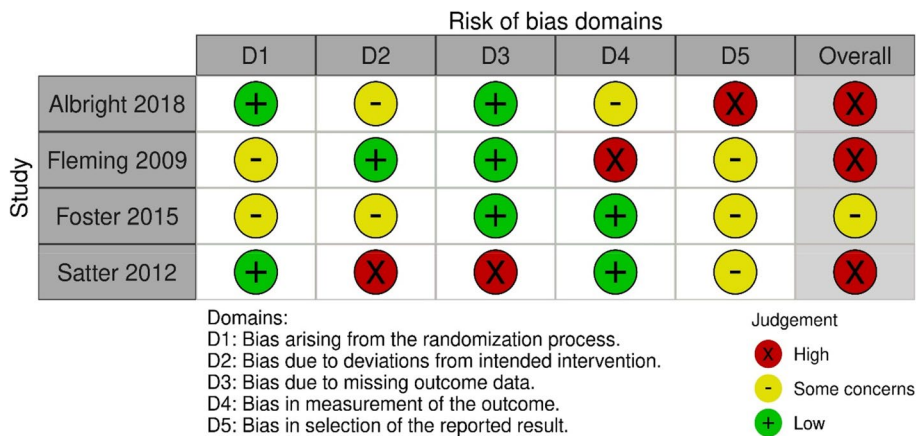 Risk of bias domains
D1 D2 D3 D4 D5 Overall
Study
Albright 2018 + - + - X X
Fleming 2009 - + + X - X
Foster 2015 - - + + - -
Satter 2012 + X X + - X
Domains:
D1: Bias arising from the randomization process.
D2: Bias due to deviations from intended intervention.
D3: Bias due to missing outcome data.
D4: Bias in measurement of the outcome.
D5: Bias in selection of the reported result.
Judgement
X High
- Some concerns
+ Low